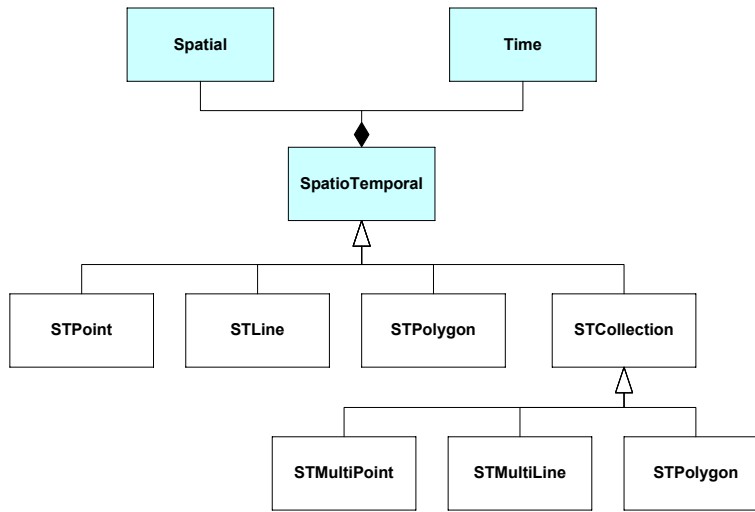 Spatial
Time
SpatioTemporal
STPoint
STLine
STPolygon
STCollection
STMultiPoint
STMultiLine
STPolygon